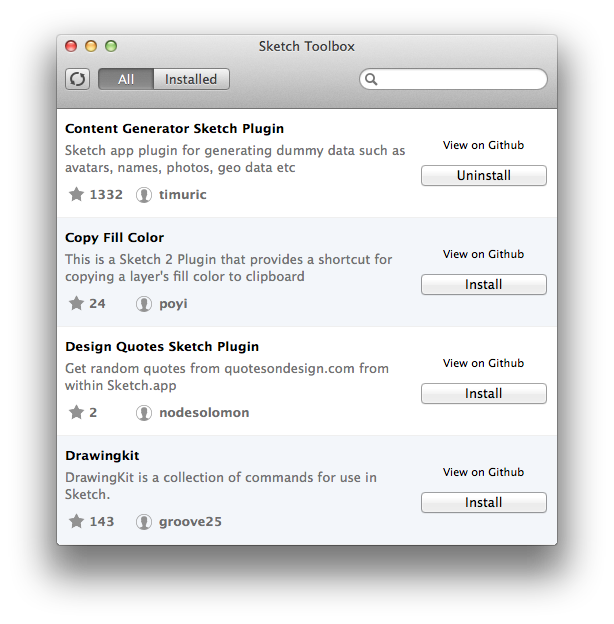 Sketch Toolbox
All Installed
Content Generator Sketch Plugin
Sketch app plugin for generating dummy data such as
avatars, names, photos, geo data etc
1332 timuric
View on Github
Uninstall
Copy Fill Color
This is a Sketch 2 Plugin that provides a shortcut for
copying a layer's fill color to clipboard
24 poyi
View on Github
Install
Design Quotes Sketch Plugin
Get random quotes from quotesondesign.com from
within Sketch.app
2 nodesolomon
View on Github
Install
Drawingkit
DrawingKit is a collection of commands for use in
Sketch.
143 groove25
View on Github
Install